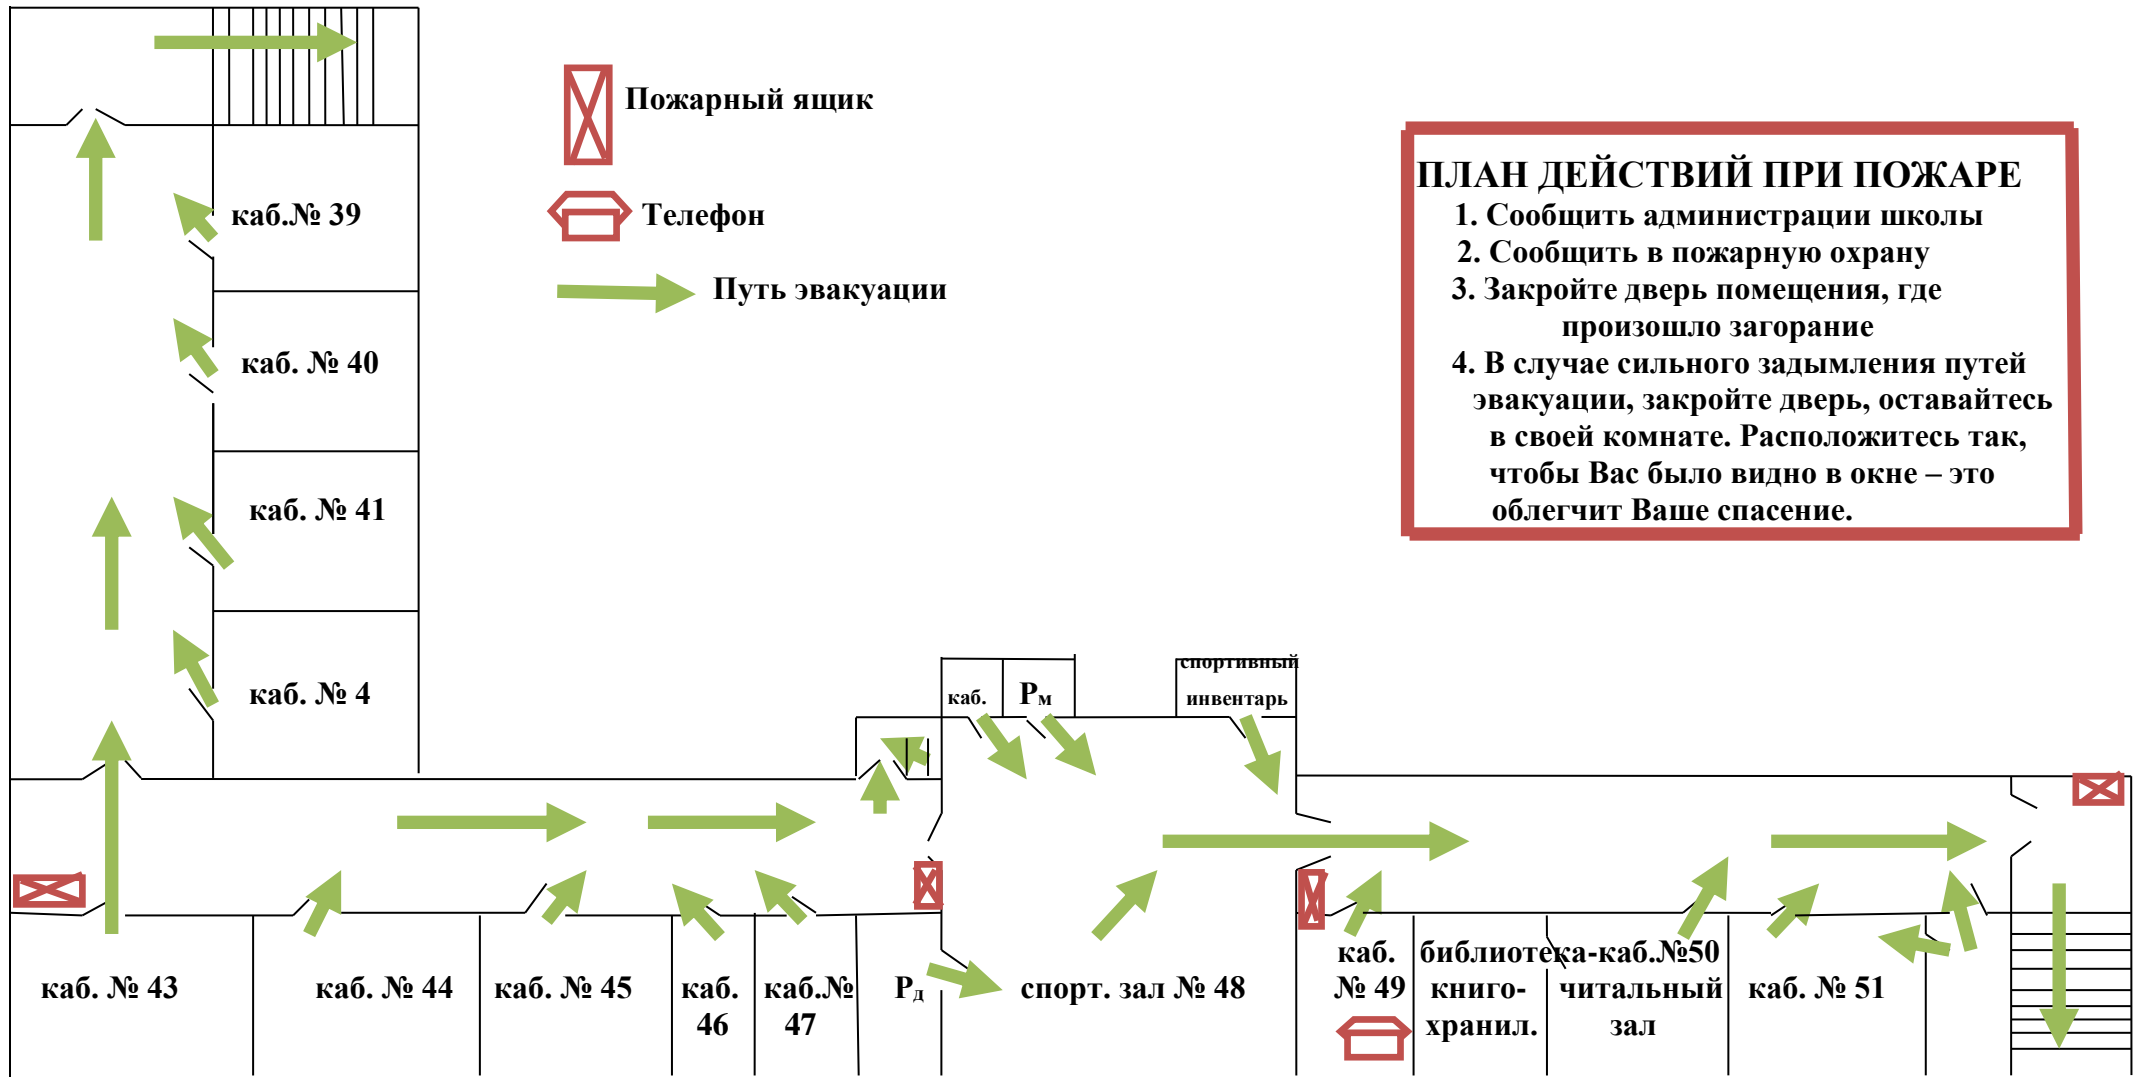 Пожарный ящик
Телефон
Путь эвакуации
ПЛАН ДЕЙСТВИЙ ПРИ ПОЖАРЕ
1. Сообщить администрации школы
2. Сообщить в пожарную охрану
3. Закройте дверь помещения, где
произошло загорание
4. В случае сильного задымления путей
эвакуации, закройте дверь, оставайтесь
в своей комнате. Расположитесь так,
чтобы Вас было видно в окне – это
облегчит Ваше спасение.
каб.№ 39
каб. № 40
каб. № 41
каб. № 4
каб.
Рм
спортивный
инвентарь
каб. № 43
каб. № 44
каб. № 45
каб.
46
каб.№
47
Рд
спорт. зал № 48
каб.
№ 49
библиотека-каб.№50
книго-
хранил.
читальный
зал
каб. № 51